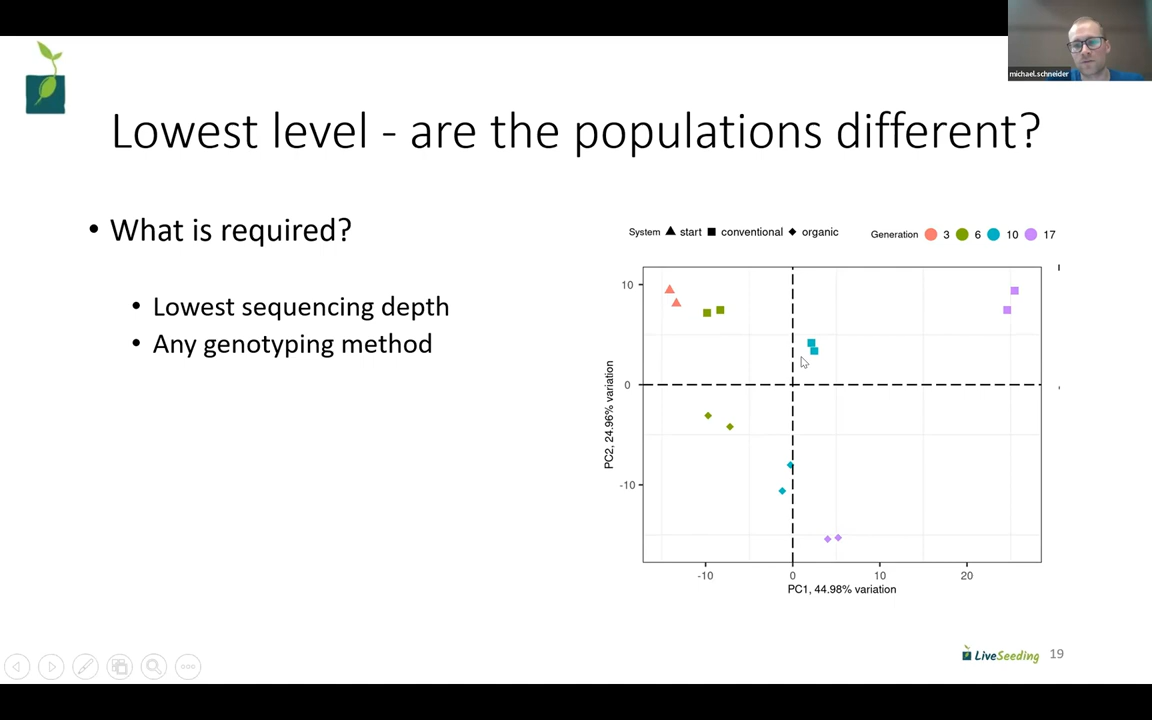 michael.schneider
Lowest level - are the populations different?
• What is required?
• Lowest sequencing depth
• Any genotyping method
System start conventional organic Generation 3 6 10 17
10
0
-10
PC2, 24.96% variation
-10 0 10 20
PC1, 44.98% variation
LiveSeeding 19